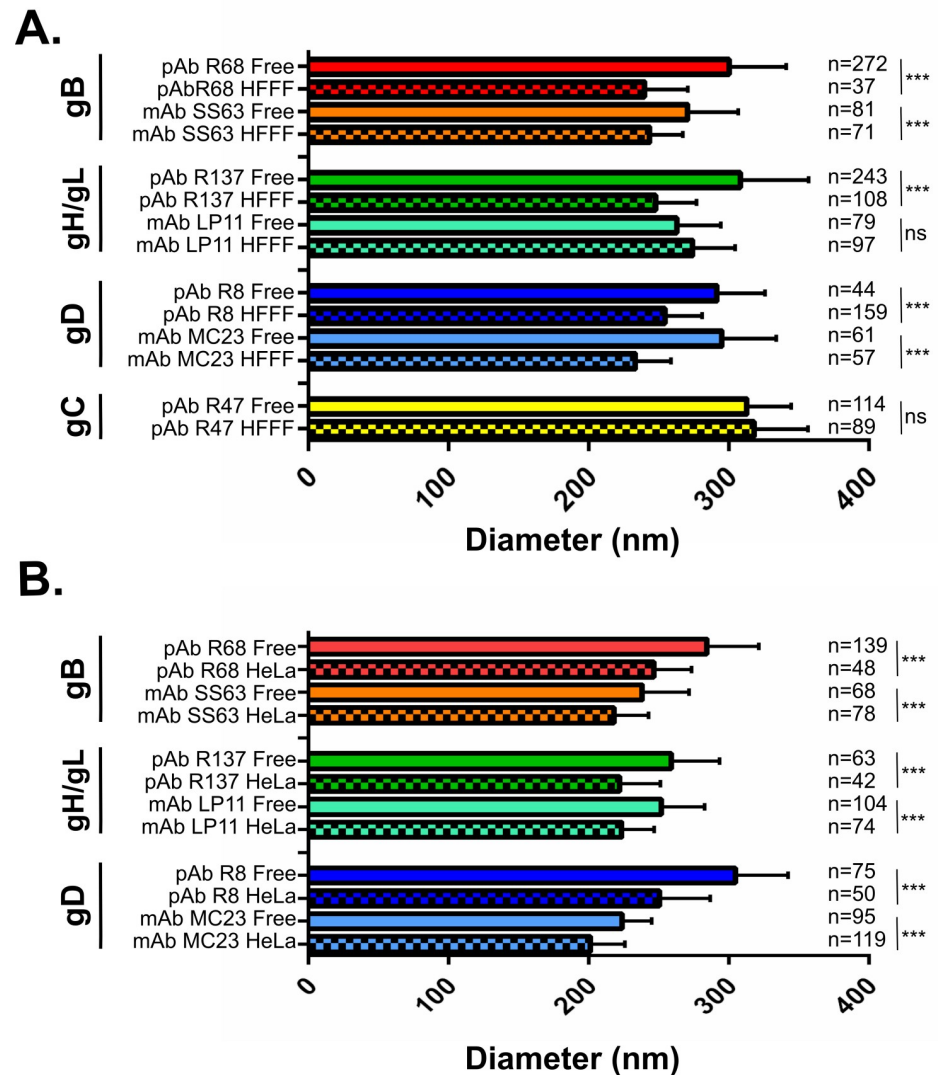 A.
gB
pAb R68 Free n=272
pAbR68 HFFF n=37
***
mAb SS63 Free n=81
mAb SS63 HFFF n=71
***
gH/gL
pAb R137 Free n=243
pAb R137 HFFF n=108
***
mAb LP11 Free n=79
mAb LP11 HFFF n=97
ns
gD
pAb R8 Free n=44
pAb R8 HFFF n=159
***
mAb MC23 Free n=61
mAb MC23 HFFF n=57
***
gC
pAb R47 Free n=114
pAb R47 HFFF n=89
ns
0 100 200 300 400
Diameter (nm)
B.
gB
pAb R68 Free n=139
pAb R68 HeLa n=48
***
mAb SS63 Free n=68
mAb SS63 HeLa n=78
***
gH/gL
pAb R137 Free n=63
pAb R137 HeLa n=42
***
mAb LP11 Free n=104
mAb LP11 HeLa n=74
***
gD
pAb R8 Free n=75
pAb R8 HeLa n=50
***
mAb MC23 Free n=95
mAb MC23 HeLa n=119
***
0 100 200 300 400
Diameter (nm)